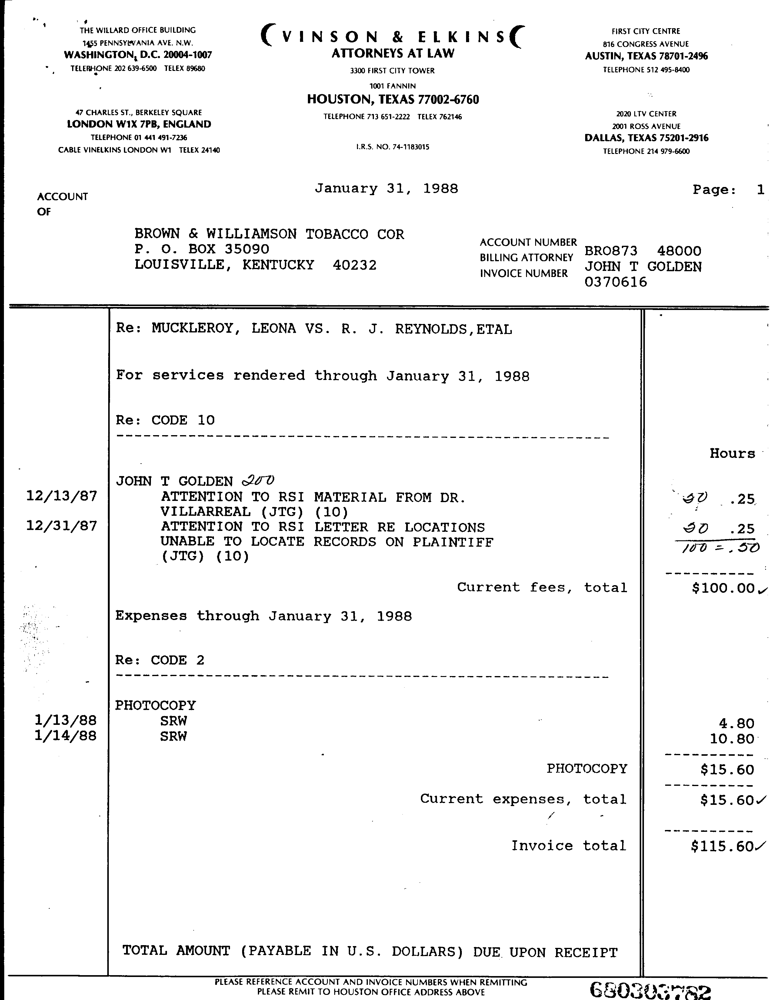 THE WILLARD OFFICE BUILDING
1455 PENNSYLVANIA AVE. N.W.
WASHINGTON, D.C. 20004-1007
TELEPHONE 202 639-6500 TELEX 89680
47 CHARLES ST., BERKELEY SQUARE
LONDON W1X 7PB, ENGLAND
TELEPHONE 01 441 491-7236
CABLE VINELKINS LONDON W1 TELEX 24140
VINSON & ELKINS
ATTORNEYS AT LAW
3300 FIRST CITY TOWER
1001 FANNIN
HOUSTON, TEXAS 77002-6760
TELEPHONE 713 651-2222 TELEX 762146
I.R.S. NO. 74-1183015
FIRST CITY CENTRE
816 CONGRESS AVENUE
AUSTIN, TEXAS 78701-2496
TELEPHONE 512 495-8400
2020 LTV CENTER
2001 ROSS AVENUE
DALLAS, TEXAS 75201-2916
TELEPHONE 214 979-6600
January 31, 1988 Page: 1
ACCOUNT
OF
BROWN & WILLIAMSON TOBACCO COR
P. O. BOX 35090
LOUISVILLE, KENTUCKY 40232
ACCOUNT NUMBER BRO873 48000
BILLING ATTORNEY JOHN T GOLDEN
INVOICE NUMBER 0370616
Re: MUCKLEROY, LEONA VS. R. J. REYNOLDS,ETAL
For services rendered through January 31, 1988
Re: CODE 10
Hours
JOHN T GOLDEN 200
12/13/87 ATTENTION TO RSI MATERIAL FROM DR. 50 .25
VILLARREAL (JTG) (10)
12/31/87 ATTENTION TO RSI LETTER RE LOCATIONS 50 .25
UNABLE TO LOCATE RECORDS ON PLAINTIFF 100 = .50
(JTG) (10)
Current fees, total $100.00✓
Expenses through January 31, 1988
Re: CODE 2
PHOTOCOPY
1/13/88 SRW 4.80
1/14/88 SRW 10.80
PHOTOCOPY $15.60
Current expenses, total $15.60✓
Invoice total $115.60✓
TOTAL AMOUNT (PAYABLE IN U.S. DOLLARS) DUE UPON RECEIPT
PLEASE REFERENCE ACCOUNT AND INVOICE NUMBERS WHEN REMITTING
PLEASE REMIT TO HOUSTON OFFICE ADDRESS ABOVE
680303782